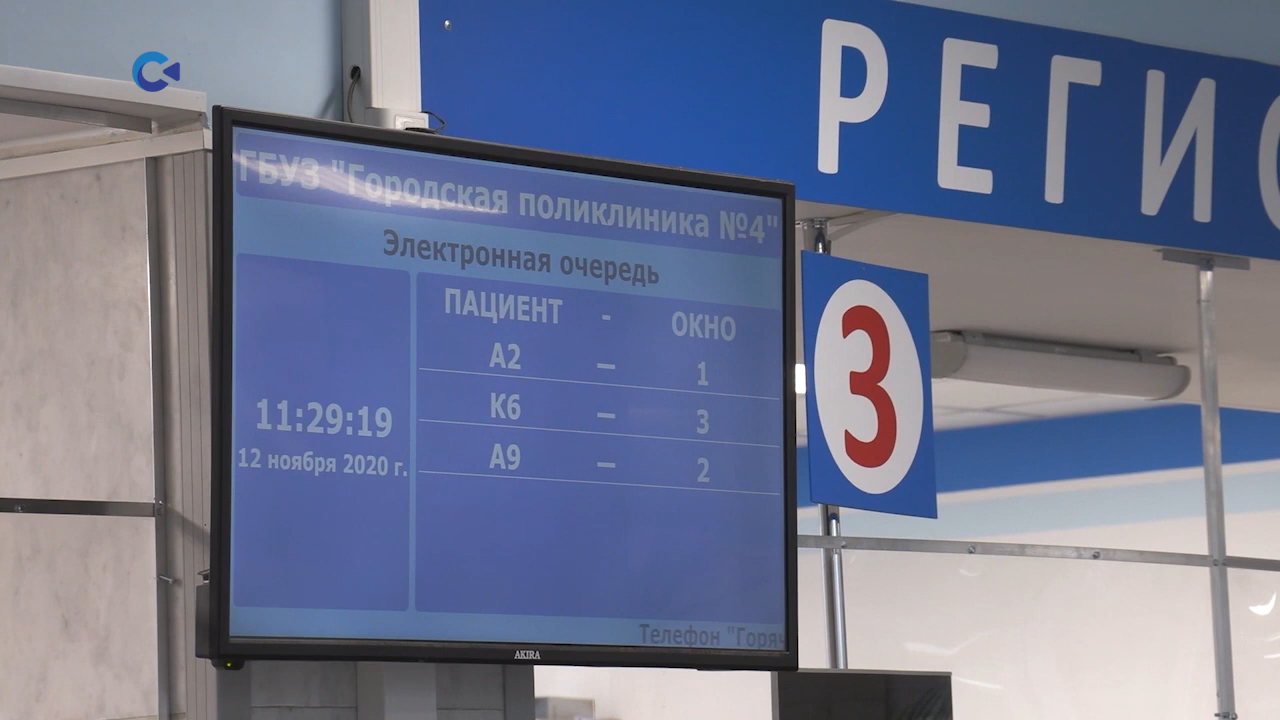 РЕГИС
ГБУЗ "Городская поликлиника №4"
Электронная очередь
ПАЦИЕНТ - ОКНО
А2 — 1
К6 — 3
А9 — 2
11:29:19
12 ноября 2020 г.
Телефон "Горяч
AKIRA
3